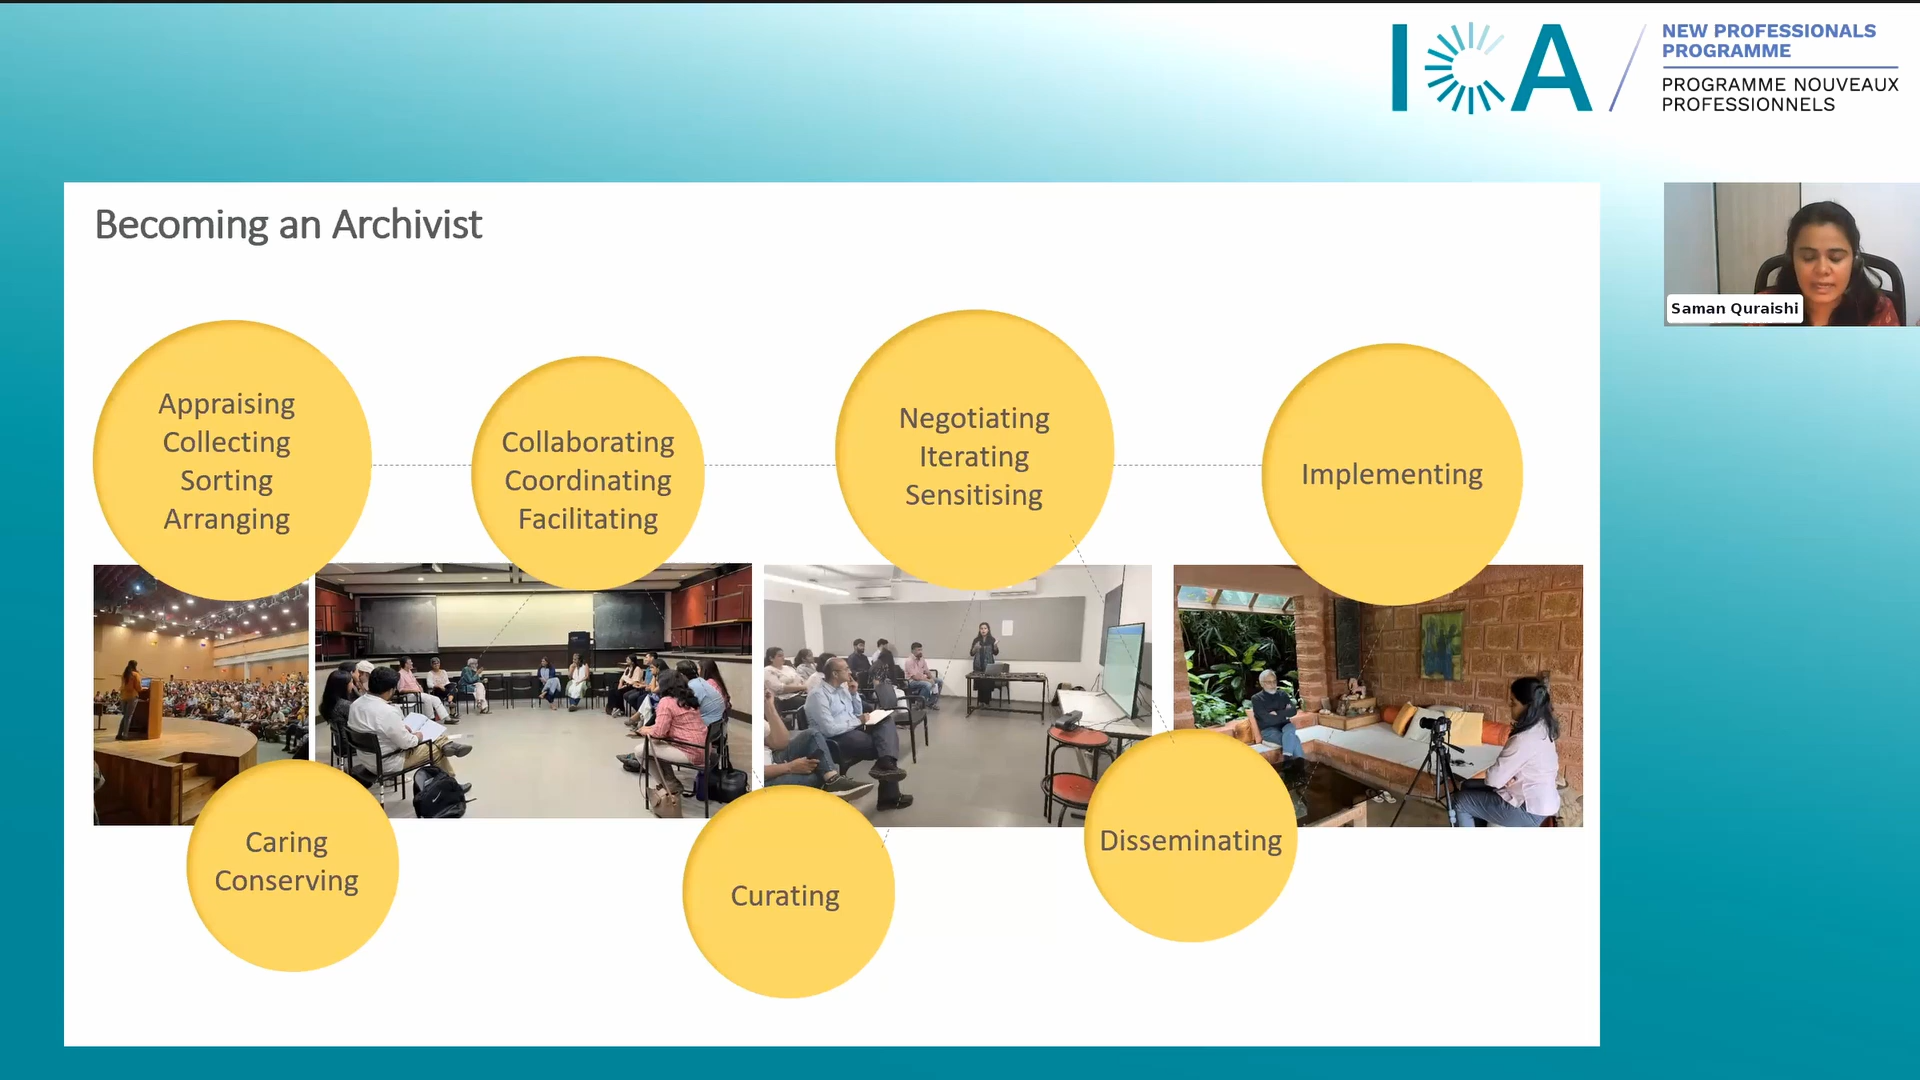 ICA
NEW PROFESSIONALS
PROGRAMME
PROGRAMME NOUVEAUX
PROFESSIONNELS
Becoming an Archivist
Saman Quraishi
Appraising
Collecting
Sorting
Arranging
Collaborating
Coordinating
Facilitating
Negotiating
Iterating
Sensitising
Implementing
Caring
Conserving
Curating
Disseminating